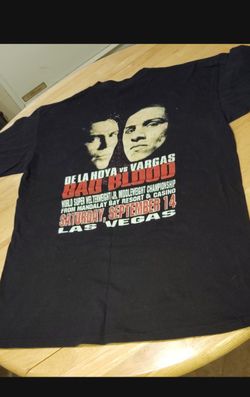 DE LA HOYA vs VARGAS
BAD BLOOD
WORLD SUPER WELTERWEIGHT/JR. MIDDLEWEIGHT CHAMPIONSHIP
FROM MANDALAY BAY RESORT & CASINO
SATURDAY, SEPTEMBER 14
LAS VEGAS